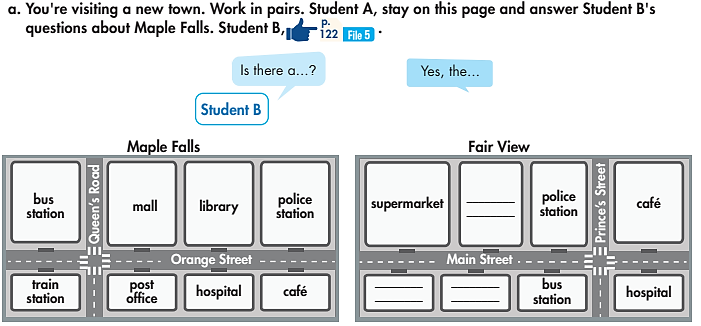 a. You're visiting a new town. Work in pairs. Student A, stay on this page and answer Student B's
questions about Maple Falls. Student B, p. 122 File 5 .
Is there a...?
Yes, the...
Student B
Maple Falls
bus
station
Queen's Road
mall
library
police
station
Orange Street
train
station
post
office
hospital
café
Fair View
supermarket
police
station
Prince's Street
café
Main Street
bus
station
hospital